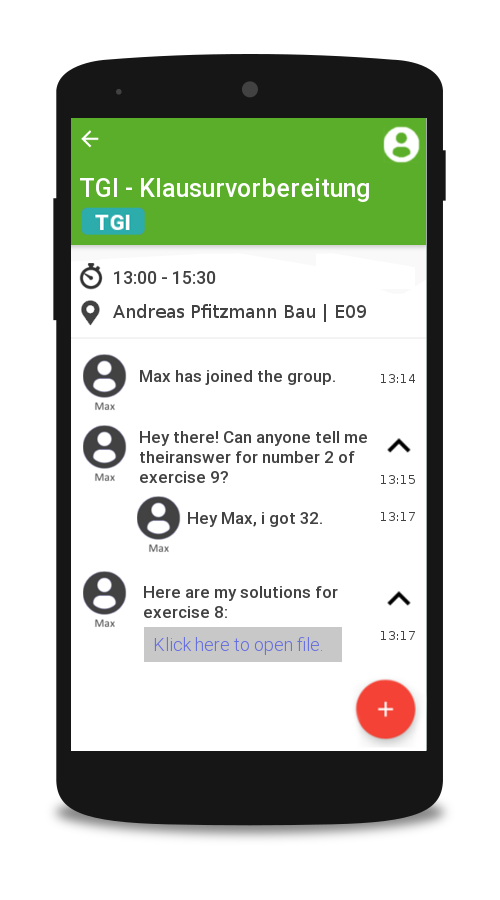 TGI - Klausurvorbereitung
TGI
13:00 - 15:30
Andreas Pfitzmann Bau | E09
Max has joined the group.
13:14
Max
Hey there! Can anyone tell me
theiranswer for number 2 of
exercise 9?
13:15
Max
Hey Max, i got 32.
13:17
Max
Here are my solutions for
exercise 8:
13:17
Max
Klick here to open file.